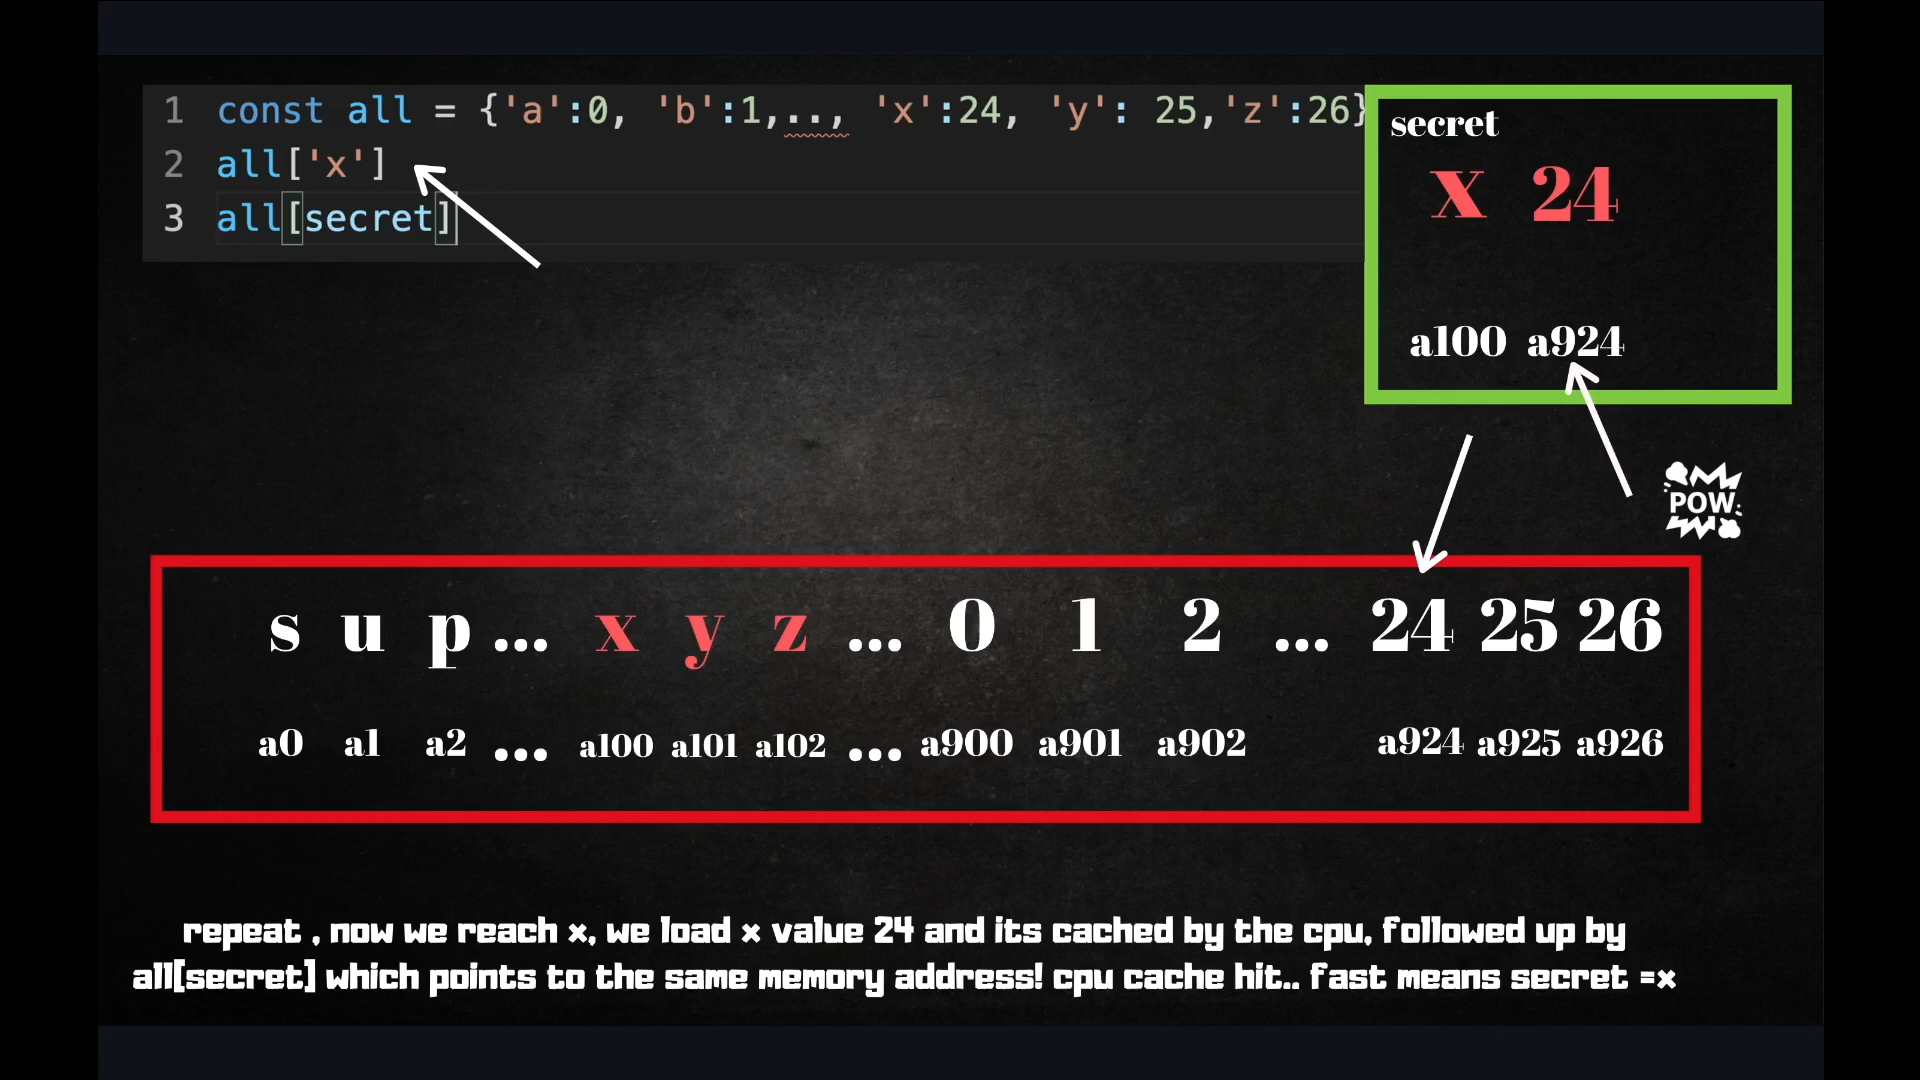 1 const all = {'a':0, 'b':1,.., 'x':24, 'y': 25,'z':26}
2 all['x']
3 all[secret]
secret
x 24
a100 a924
POW
s u p ... x y z ... 0 1 2 ... 24 25 26
a0 a1 a2 ... a100 a101 a102 ... a900 a901 a902 a924 a925 a926
repeat , now we reach x, we load x value 24 and its cached by the cpu, followed up by
all[secret] which points to the same memory address! cpu cache hit.. fast means secret =x